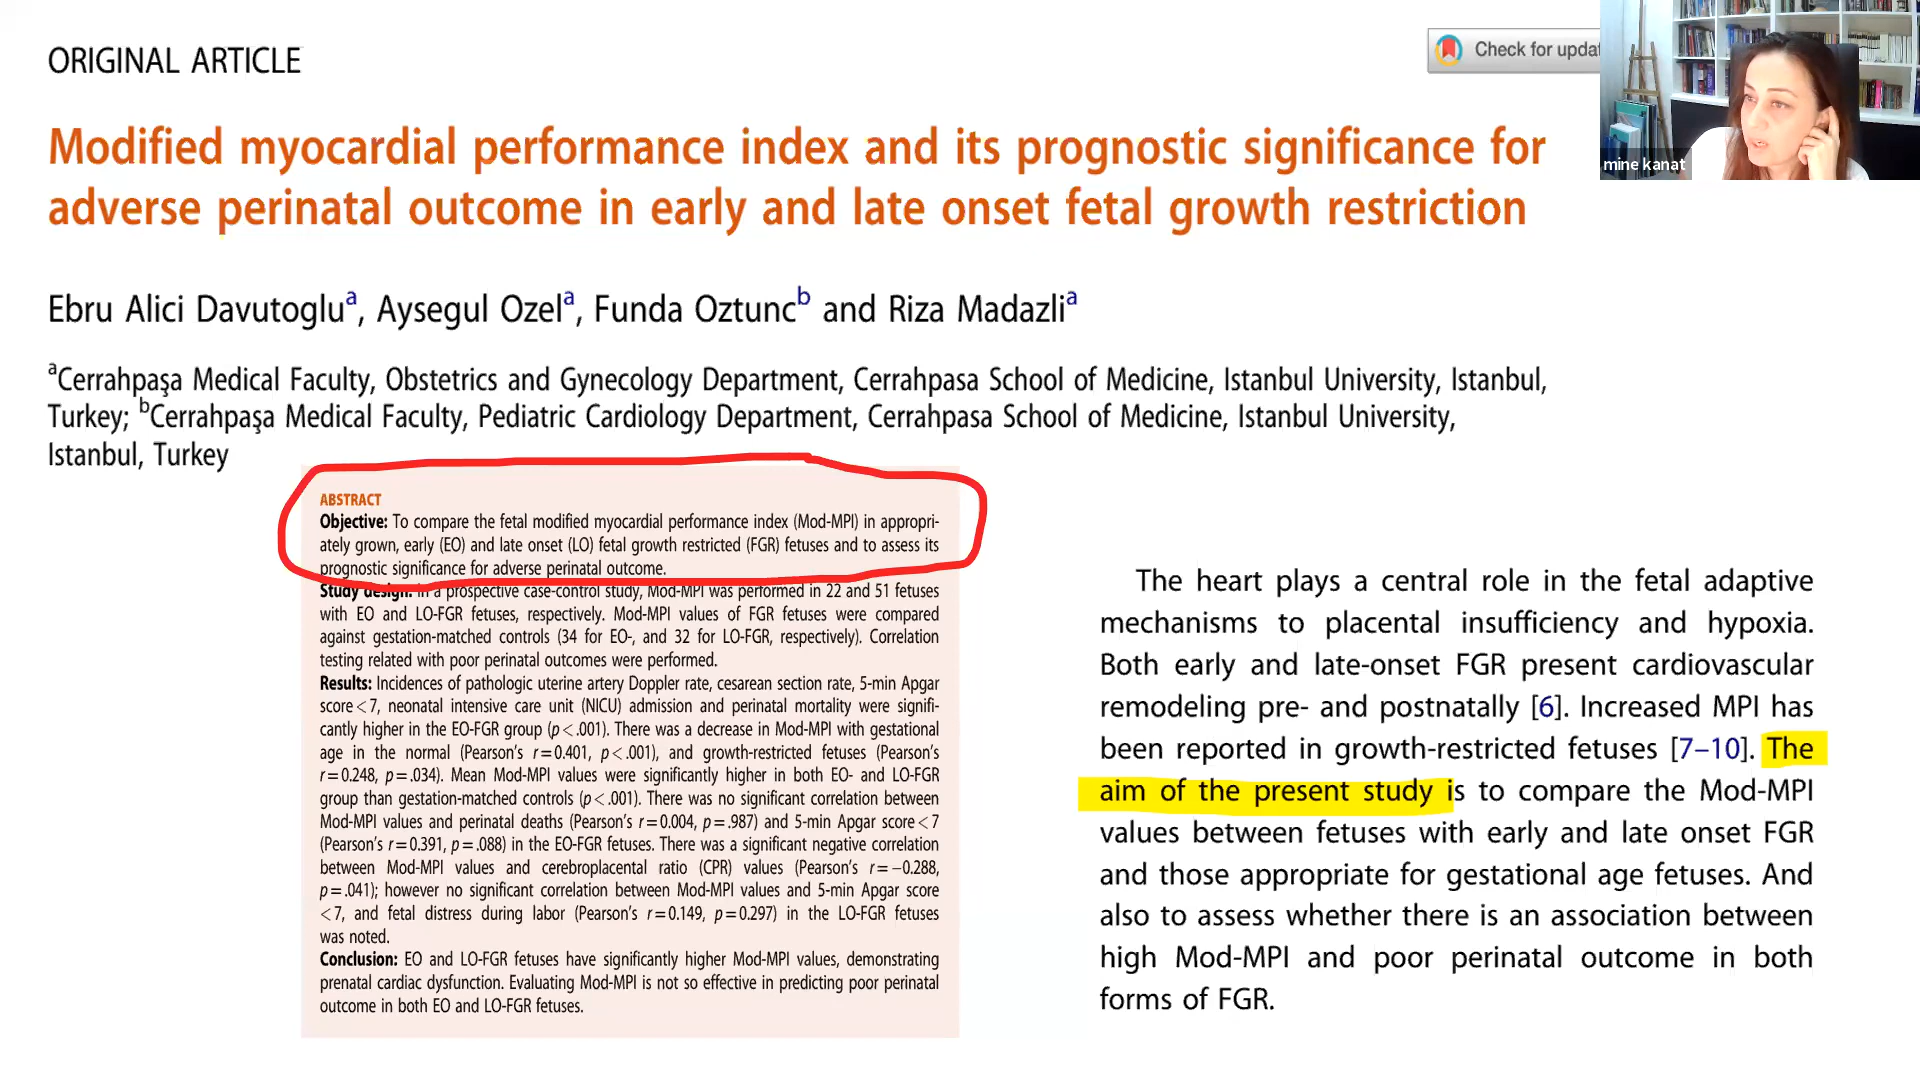 ORIGINAL ARTICLE
Check for updat
mine kanat
Modified myocardial performance index and its prognostic significance for
adverse perinatal outcome in early and late onset fetal growth restriction
Ebru Alici Davutoglua, Aysegul Ozela, Funda Oztuncb and Riza Madazlia
aCerrahpaşa Medical Faculty, Obstetrics and Gynecology Department, Cerrahpasa School of Medicine, Istanbul University, Istanbul,
Turkey; bCerrahpaşa Medical Faculty, Pediatric Cardiology Department, Cerrahpasa School of Medicine, Istanbul University,
Istanbul, Turkey
ABSTRACT
Objective: To compare the fetal modified myocardial performance index (Mod-MPI) in appropri-
ately grown, early (EO) and late onset (LO) fetal growth restricted (FGR) fetuses and to assess its
prognostic significance for adverse perinatal outcome.
Study design: In a prospective case-control study, Mod-MPI was performed in 22 and 51 fetuses
with EO and LO-FGR fetuses, respectively. Mod-MPI values of FGR fetuses were compared
against gestation-matched controls (34 for EO-, and 32 for LO-FGR, respectively). Correlation
testing related with poor perinatal outcomes were performed.
Results: Incidences of pathologic uterine artery Doppler rate, cesarean section rate, 5-min Apgar
score<7, neonatal intensive care unit (NICU) admission and perinatal mortality were signifi-
cantly higher in the EO-FGR group (p<.001). There was a decrease in Mod-MPI with gestational
age in the normal (Pearson's r=0.401, p<.001), and growth-restricted fetuses (Pearson's
r=0.248, p=.034). Mean Mod-MPI values were significantly higher in both EO- and LO-FGR
group than gestation-matched controls (p<.001). There was no significant correlation between
Mod-MPI values and perinatal deaths (Pearson's r=0.004, p=.987) and 5-min Apgar score<7
(Pearson's r=0.391, p=.088) in the EO-FGR fetuses. There was a significant negative correlation
between Mod-MPI values and cerebroplacental ratio (CPR) values (Pearson's r=−0.288,
p=.041); however no significant correlation between Mod-MPI values and 5-min Apgar score
<7, and fetal distress during labor (Pearson's r=0.149, p=0.297) in the LO-FGR fetuses
was noted.
Conclusion: EO and LO-FGR fetuses have significantly higher Mod-MPI values, demonstrating
prenatal cardiac dysfunction. Evaluating Mod-MPI is not so effective in predicting poor perinatal
outcome in both EO and LO-FGR fetuses.
The heart plays a central role in the fetal adaptive
mechanisms to placental insufficiency and hypoxia.
Both early and late-onset FGR present cardiovascular
remodeling pre- and postnatally [6]. Increased MPI has
been reported in growth-restricted fetuses [7–10]. The
aim of the present study is to compare the Mod-MPI
values between fetuses with early and late onset FGR
and those appropriate for gestational age fetuses. And
also to assess whether there is an association between
high Mod-MPI and poor perinatal outcome in both
forms of FGR.